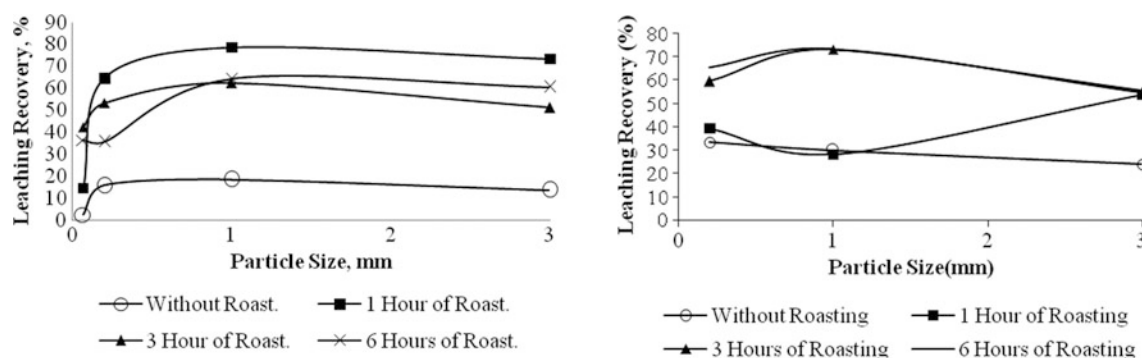 Leaching Recovery, %
90
80
70
60
50
40
30
20
10
0
0 1 2 3
Particle Size, mm
Without Roast. 1 Hour of Roast.
3 Hour of Roast. 6 Hours of Roast.
Leaching Recovery (%)
80
70
60
50
40
30
20
10
0
0 1 2 3
Particle Size(mm)
Without Roasting 1 Hour of Roasting
3 Hours of Roasting 6 Hours of Roasting